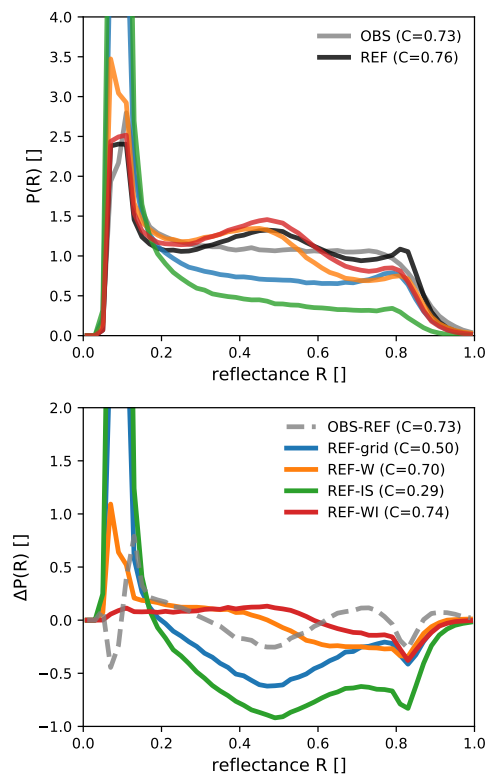 4.0
3.5
3.0
2.5
2.0
1.5
1.0
0.5
0.0
P(R) []
OBS (C=0.73)
REF (C=0.76)
0.0 0.2 0.4 0.6 0.8 1.0
reflectance R []
2.0
1.5
1.0
0.5
0.0
−0.5
−1.0
ΔP(R) []
OBS-REF (C=0.73)
REF-grid (C=0.50)
REF-W (C=0.70)
REF-IS (C=0.29)
REF-WI (C=0.74)
0.0 0.2 0.4 0.6 0.8 1.0
reflectance R []